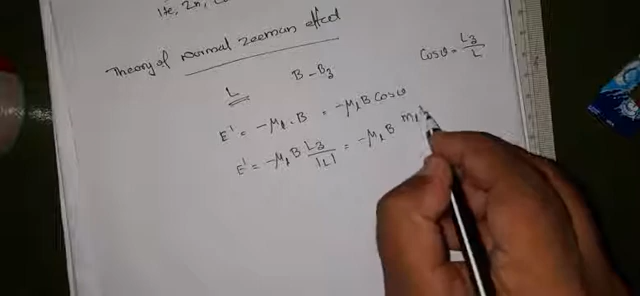 He, Zn,
Theory of Normal Zeeman effect
L B - B₃ Cosθ = L₃/L
E' = -μₗ . B = -μₗ B Cosθ
E' = -μₗ B L₃/|L| = -μₗ B mₗ